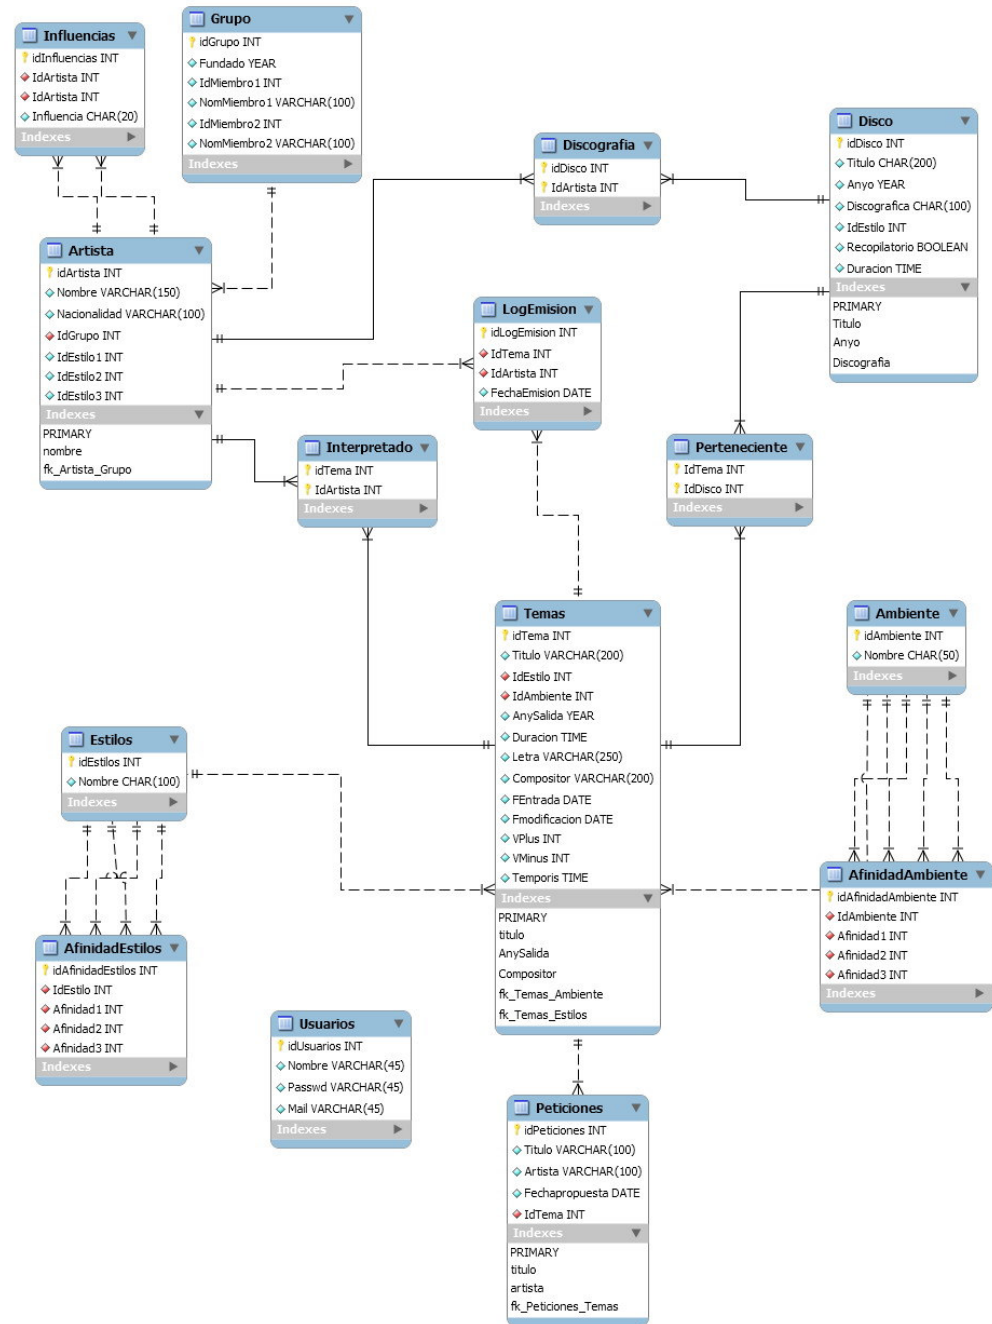 Influencias
idInfluencias INT
IdArtista INT
IdArtista INT
Influencia CHAR(20)
Indexes
Grupo
idGrupo INT
Fundado YEAR
IdMiembro1 INT
NomMiembro1 VARCHAR(100)
IdMiembro2 INT
NomMiembro2 VARCHAR(100)
Indexes
Discografia
idDisco INT
IdArtista INT
Indexes
Disco
idDisco INT
Titulo CHAR(200)
Anyo YEAR
Discografica CHAR(100)
IdEstilo INT
Recopilatorio BOOLEAN
Duracion TIME
Indexes
PRIMARY
Titulo
Anyo
Discografia
Artista
idArtista INT
Nombre VARCHAR(150)
Nacionalidad VARCHAR(100)
IdGrupo INT
IdEstilo1 INT
IdEstilo2 INT
IdEstilo3 INT
Indexes
PRIMARY
nombre
fk_Artista_Grupo
LogEmision
idLogEmision INT
IdTema INT
IdArtista INT
FechaEmision DATE
Indexes
Interpretado
idTema INT
IdArtista INT
Indexes
Perteneciente
IdTema INT
IdDisco INT
Indexes
Temas
idTema INT
Titulo VARCHAR(200)
IdEstilo INT
IdAmbiente INT
AnySalida YEAR
Duracion TIME
Letra VARCHAR(250)
Compositor VARCHAR(200)
FEntrada DATE
Fmodificacion DATE
VPlus INT
VMinus INT
Temporis TIME
Indexes
PRIMARY
titulo
AnySalida
Compositor
fk_Temas_Ambiente
fk_Temas_Estilos
Ambiente
idAmbiente INT
Nombre CHAR(50)
Indexes
Estilos
idEstilos INT
Nombre CHAR(100)
Indexes
AfinidadAmbiente
idAfinidadAmbiente INT
IdAmbiente INT
Afinidad1 INT
Afinidad2 INT
Afinidad3 INT
Indexes
AfinidadEstilos
idAfinidadEstilos INT
IdEstilo INT
Afinidad1 INT
Afinidad2 INT
Afinidad3 INT
Indexes
Usuarios
idUsuarios INT
Nombre VARCHAR(45)
Passwd VARCHAR(45)
Mail VARCHAR(45)
Indexes
Peticiones
idPeticiones INT
Titulo VARCHAR(100)
Artista VARCHAR(100)
Fechapropuesta DATE
IdTema INT
Indexes
PRIMARY
titulo
artista
fk_Peticiones_Temas